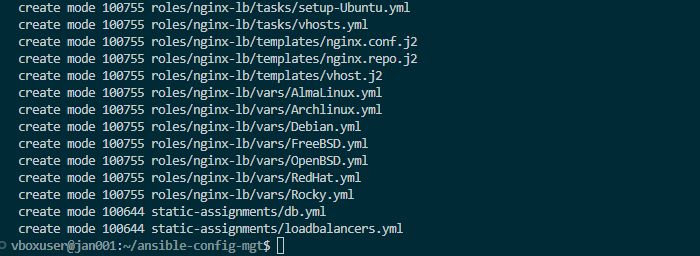 create mode 100755 roles/nginx-lb/tasks/setup-Ubuntu.yml
create mode 100755 roles/nginx-lb/tasks/vhosts.yml
create mode 100755 roles/nginx-lb/templates/nginx.conf.j2
create mode 100755 roles/nginx-lb/templates/nginx.repo.j2
create mode 100755 roles/nginx-lb/templates/vhost.j2
create mode 100755 roles/nginx-lb/vars/AlmaLinux.yml
create mode 100755 roles/nginx-lb/vars/Archlinux.yml
create mode 100755 roles/nginx-lb/vars/Debian.yml
create mode 100755 roles/nginx-lb/vars/FreeBSD.yml
create mode 100755 roles/nginx-lb/vars/OpenBSD.yml
create mode 100755 roles/nginx-lb/vars/RedHat.yml
create mode 100755 roles/nginx-lb/vars/Rocky.yml
create mode 100644 static-assignments/db.yml
create mode 100644 static-assignments/loadbalancers.yml
vboxuser@jan001:~/ansible-config-mgt$